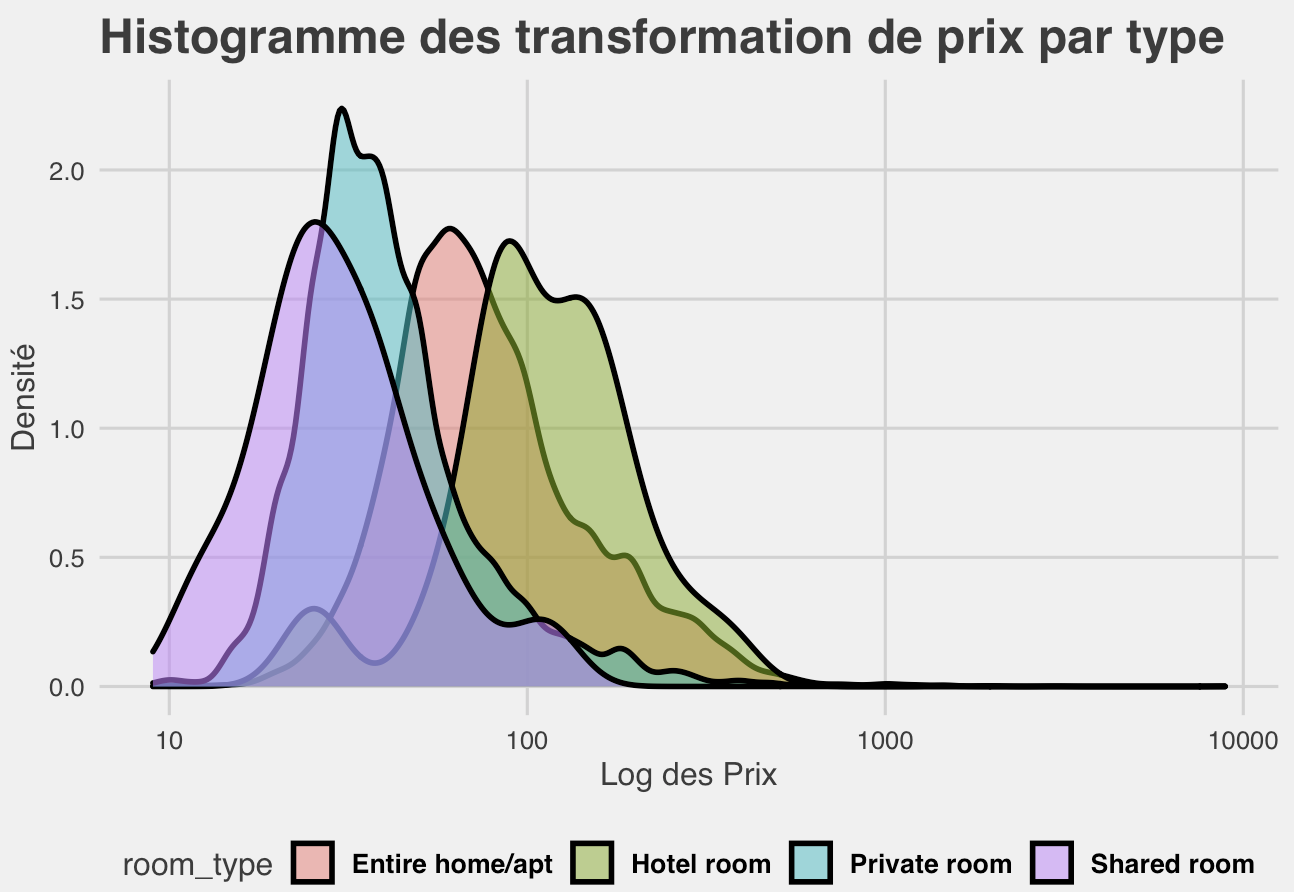 Histogramme des transformation de prix par type
Densité
2.0
1.5
1.0
0.5
0.0
10 100 1000 10000
Log des Prix
room_type Entire home/apt Hotel room Private room Shared room